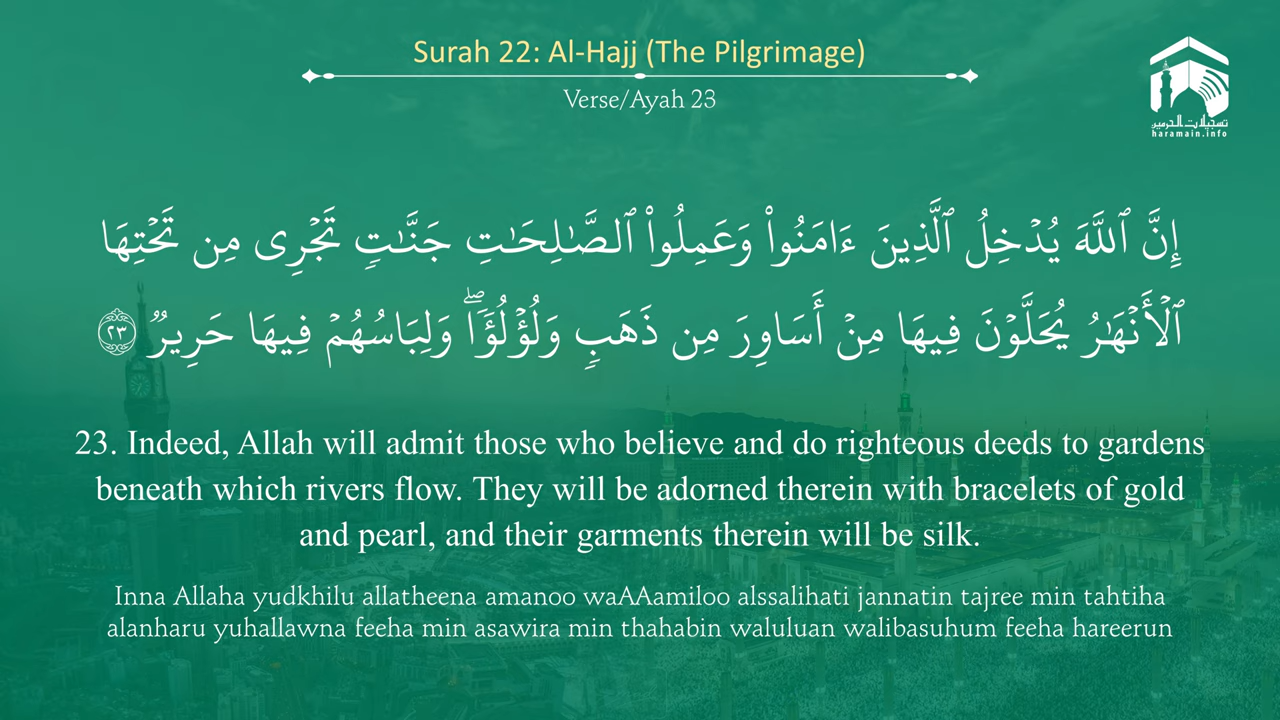 Surah 22: Al-Hajj (The Pilgrimage)
Verse/Ayah 23
تسجيلات الحرمين
haramain.info
إِنَّ ٱللَّهَ يُدْخِلُ ٱلَّذِينَ ءَامَنُوا۟ وَعَمِلُوا۟ ٱلصَّـٰلِحَـٰتِ جَنَّـٰتٍۢ تَجْرِى مِن تَحْتِهَا
ٱلْأَنْهَـٰرُ يُحَلَّوْنَ فِيهَا مِنْ أَسَاوِرَ مِن ذَهَبٍۢ وَلُؤْلُؤًۭا ۖ وَلِبَاسُهُمْ فِيهَا حَرِيرٌۭ ٢٣
23. Indeed, Allah will admit those who believe and do righteous deeds to gardens
beneath which rivers flow. They will be adorned therein with bracelets of gold
and pearl, and their garments therein will be silk.
Inna Allaha yudkhilu allatheena amanoo waAAamiloo alssalihati jannatin tajree min tahtiha
alanharu yuhallawna feeha min asawira min thahabin waluluan walibasuhum feeha hareerun